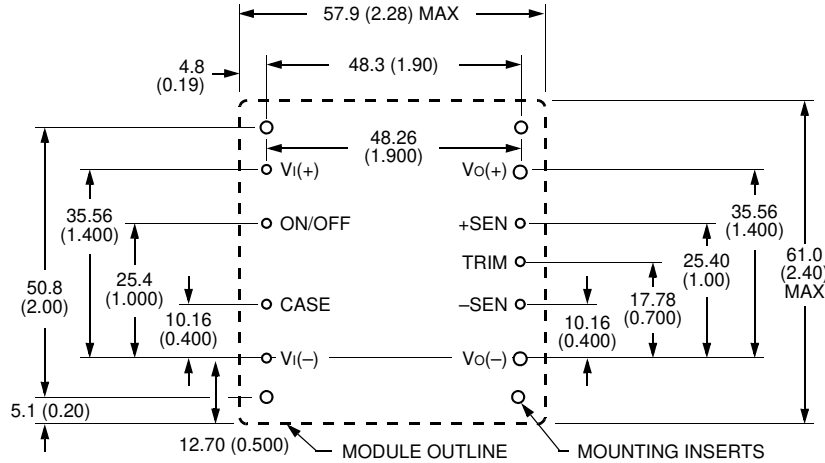 57.9 (2.28) MAX
4.8
(0.19)
48.3 (1.90)
48.26
(1.900)
VI(+)
VO(+)
35.56
(1.400)
ON/OFF
+SEN
35.56
(1.400)
TRIM
25.4
(1.000)
25.40
(1.00)
61.0
(2.40)
MAX
50.8
(2.00)
17.78
(0.700)
CASE
–SEN
10.16
(0.400)
10.16
(0.400)
VI(–)
VO(–)
5.1 (0.20)
12.70 (0.500)
MODULE OUTLINE
MOUNTING INSERTS